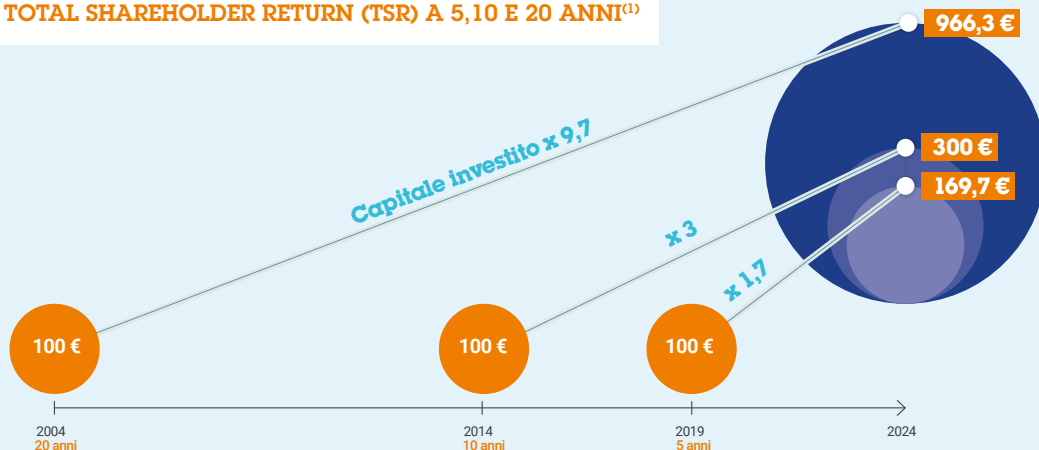 TOTAL SHAREHOLDER RETURN (TSR) A 5,10 E 20 ANNI(1)
966,3 €
Capitale investito x 9,7
300 €
169,7 €
x 3
x 1,7
100 €
100 €
100 €
2004
20 anni
2014
10 anni
2019
5 anni
2024